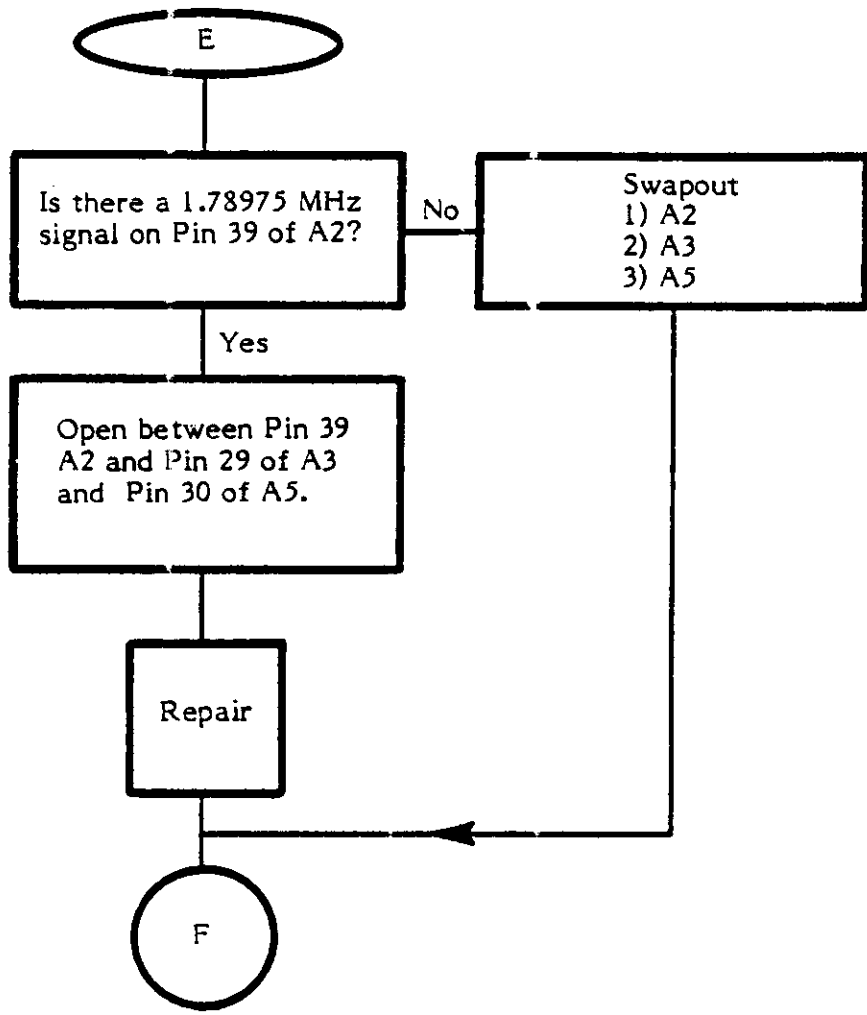 E
Is there a 1.78975 MHz
signal on Pin 39 of A2?
No
Swapout
1) A2
2) A3
3) A5
Yes
Open between Pin 39
A2 and Pin 29 of A3
and Pin 30 of A5.
Repair
F